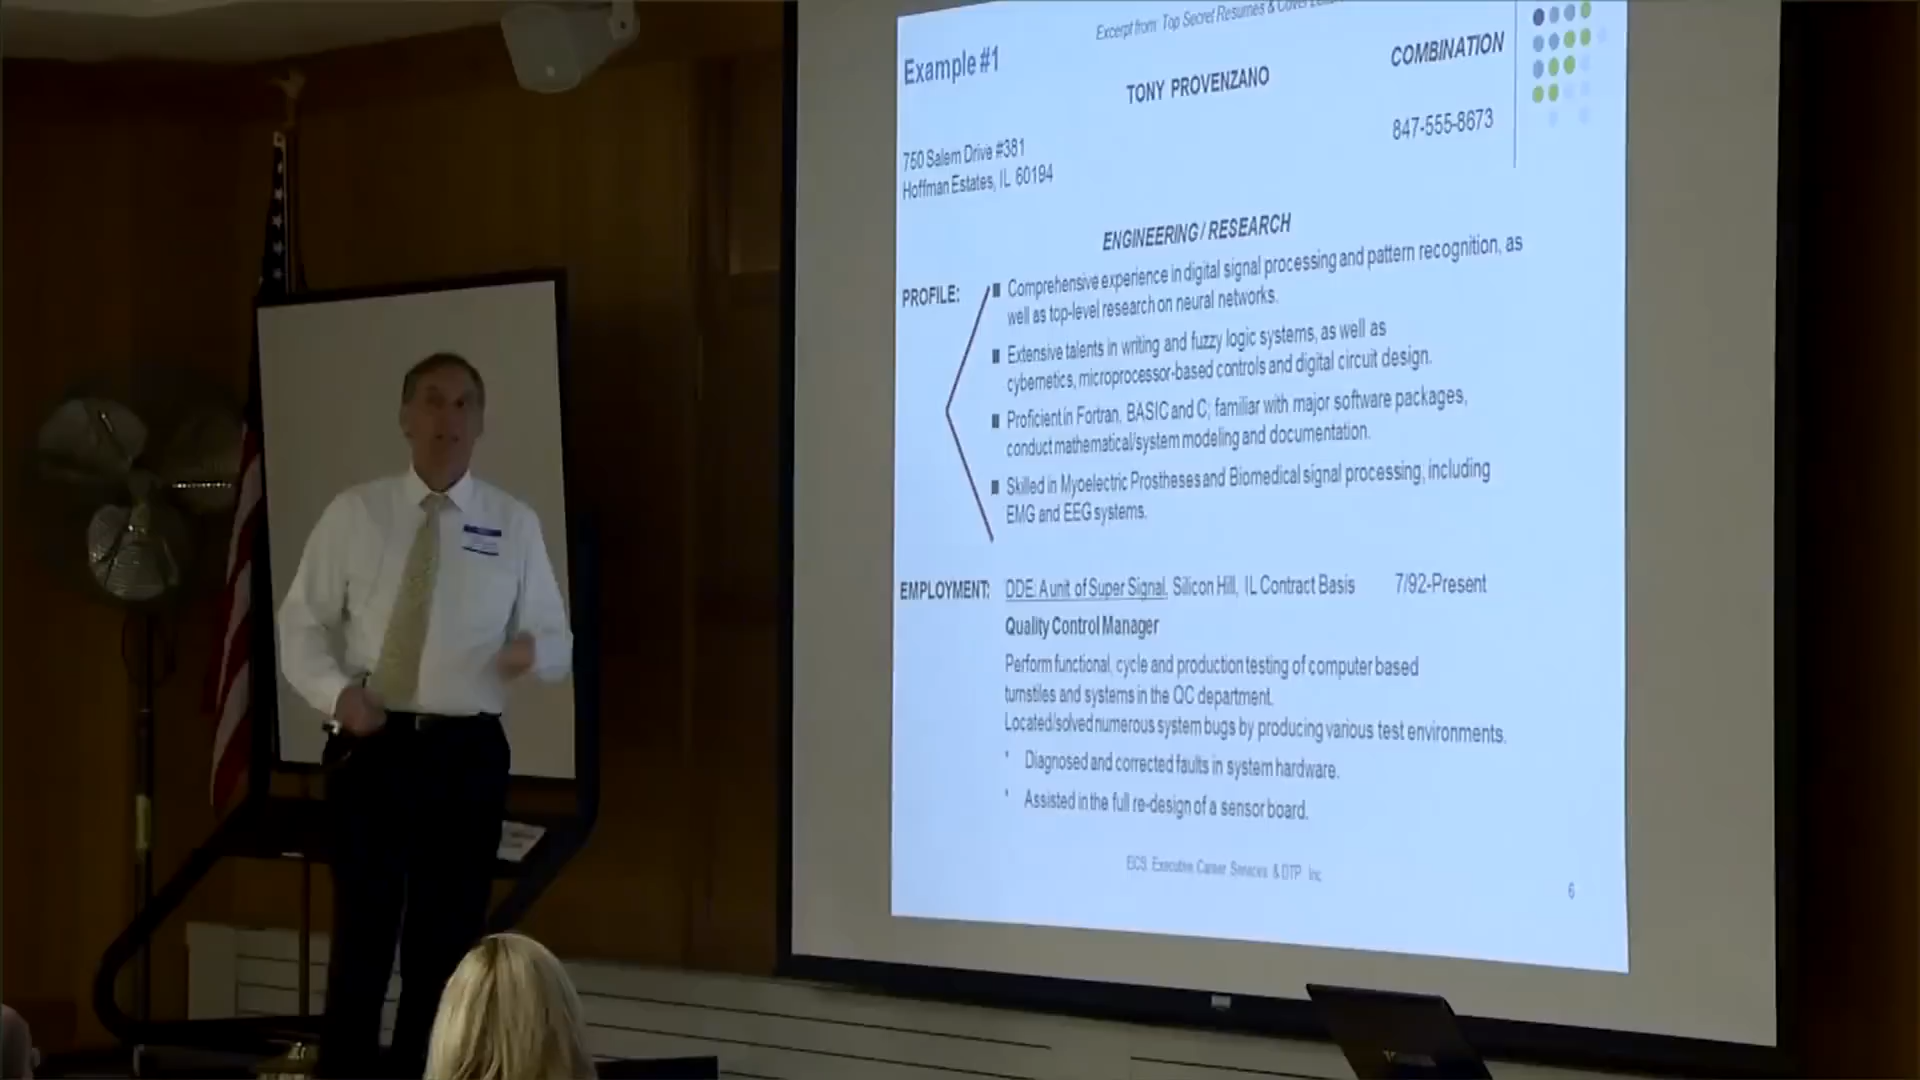 Excerpt from: Top Secret Resumes & Cover
Example #1
COMBINATION
TONY PROVENZANO
847-555-8673
750 Salem Drive #381
Hoffman Estates, IL 60194
ENGINEERING / RESEARCH
PROFILE:
■ Comprehensive experience in digital signal processing and pattern recognition, as
well as top-level research on neural networks.
■ Extensive talents in writing and fuzzy logic systems, as well as
cybernetics, microprocessor-based controls and digital circuit design.
■ Proficient in Fortran, BASIC and C; familiar with major software packages,
conduct mathematical/system modeling and documentation.
■ Skilled in Myoelectric Prostheses and Biomedical signal processing, including
EMG and EEG systems.
EMPLOYMENT: DDE: A unit of Super Signal, Silicon Hill, IL Contract Basis 7/92-Present
Quality Control Manager
Perform functional, cycle and production testing of computer based
turnstiles and systems in the QC department.
Located/solved numerous system bugs by producing various test environments.
* Diagnosed and corrected faults in system hardware.
* Assisted in the full re-design of a sensor board.
ECS: Executive Career Services & DTP, Inc.
6